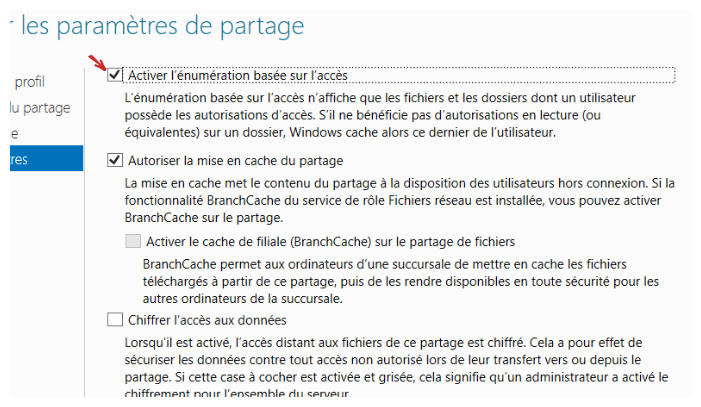 r les paramètres de partage
profil
du partage
e
res
Activer l'énumération basée sur l'accès
L'énumération basée sur l'accès n'affiche que les fichiers et les dossiers dont un utilisateur
possède les autorisations d'accès. S'il ne bénéficie pas d'autorisations en lecture (ou
équivalentes) sur un dossier, Windows cache alors ce dernier de l'utilisateur.
Autoriser la mise en cache du partage
La mise en cache met le contenu du partage à la disposition des utilisateurs hors connexion. Si la
fonctionnalité BranchCache du service de rôle Fichiers réseau est installée, vous pouvez activer
BranchCache sur le partage.
Activer le cache de filiale (BranchCache) sur le partage de fichiers
BranchCache permet aux ordinateurs d'une succursale de mettre en cache les fichiers
téléchargés à partir de ce partage, puis de les rendre disponibles en toute sécurité pour les
autres ordinateurs de la succursale.
Chiffrer l'accès aux données
Lorsqu'il est activé, l'accès distant aux fichiers de ce partage est chiffré. Cela a pour effet de
sécuriser les données contre tout accès non autorisé lors de leur transfert vers ou depuis le
partage. Si cette case à cocher est activée et grisée, cela signifie qu'un administrateur a activé le
chiffrement pour l'ensemble du serveur.